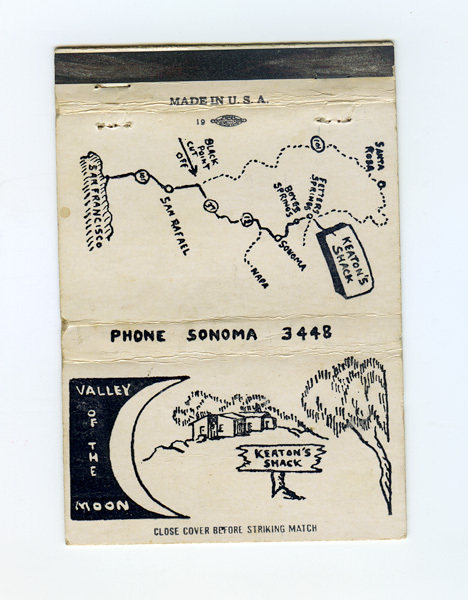 MADE IN U. S. A.
19
SAN FRANCISCO
101
SAN RAFAEL
BLACK
POINT
CUT
OFF
37
12
NAPA
SONOMA
BOYES
SPRINGS
FETTERS
SPRINGS
101
SANTA
ROSA
KEATON'S
SHACK
PHONE SONOMA 3448
VALLEY
OF
THE
MOON
KEATON'S
SHACK
CLOSE COVER BEFORE STRIKING MATCH